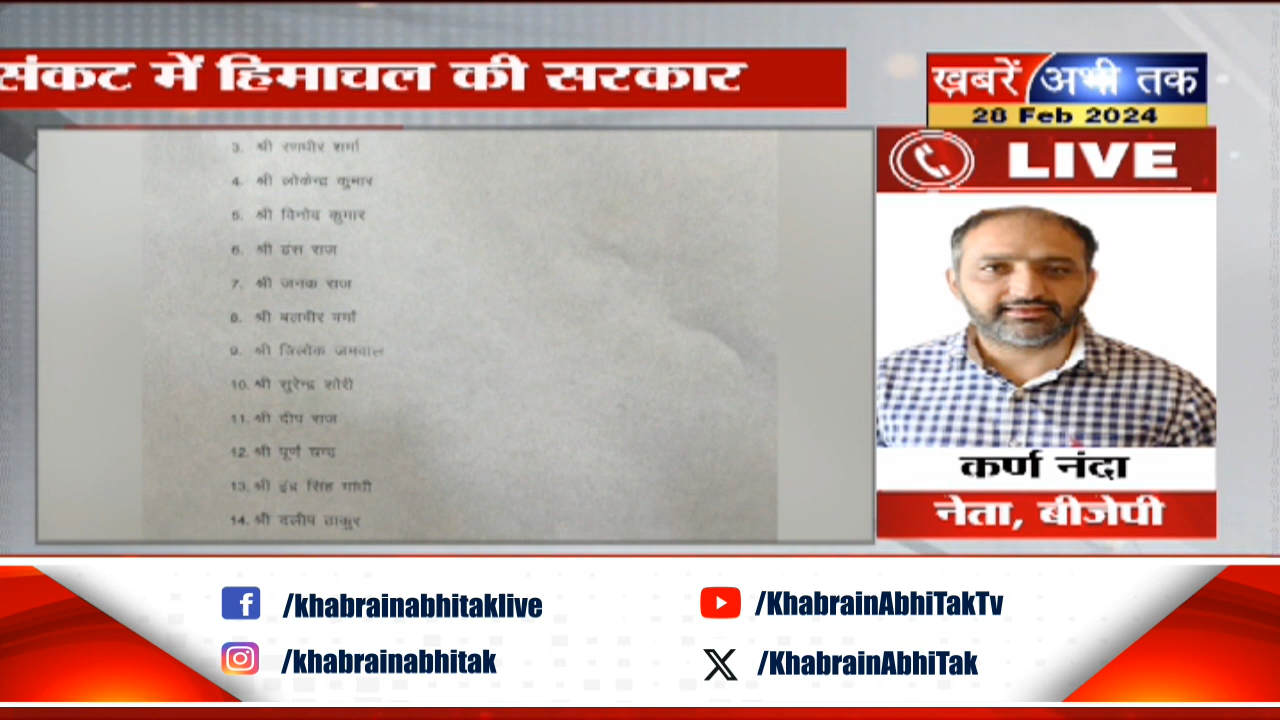 संकट में हिमाचल की सरकार
ख़बरें अभी तक
28 Feb 2024
LIVE
3. श्री रणधीर शर्मा
4. श्री लोकेन्द्र कुमार
5. श्री विनोद कुमार
6. श्री हंस राज
7. श्री जनक राज
8. श्री बलवीर वर्मा
9. श्री त्रिलोक जमवाल
10. श्री सुरेन्द्र शोरी
11. श्री दीप राज
12. श्री पूर्ण चन्द
13. श्री इंद्र सिंह गांधी
14. श्री दलीप ठाकुर
कर्ण नंदा
नेता, बीजेपी
/khabrainabhitaklive
/KhabrainAbhiTakTv
/khabrainabhitak
/KhabrainAbhiTak